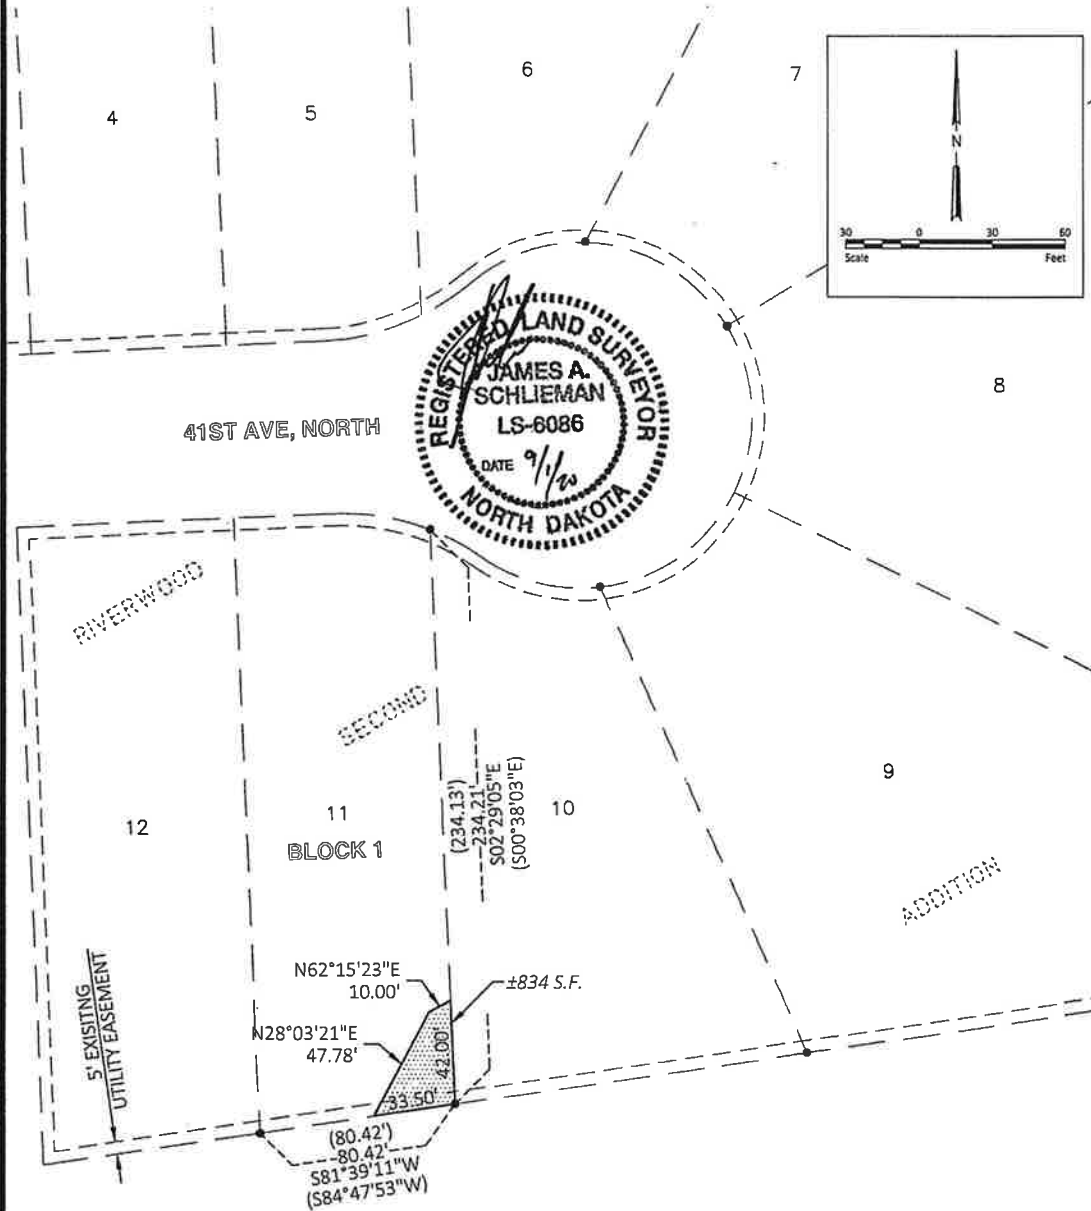 6
7
4
5
N
30 0 30 60
Scale Feet
REGISTERED LAND SURVEYOR
JAMES A.
SCHLIEMAN
LS-6086
DATE 9/1/20
NORTH DAKOTA
8
41ST AVE, NORTH
RIVERWOOD
SECOND
(234.13')
234.21'
S02°29'05"E
(S00°38'03"E)
9
10
11
12
BLOCK 1
ADDITION
N62°15'23"E
10.00'
±834 S.F.
N28°03'21"E
47.78'
42.00'
33.50'
5' EXISITNG
UTILITY EASEMENT
(80.42')
80.42'
S81°39'11"W
(S84°47'53"W)